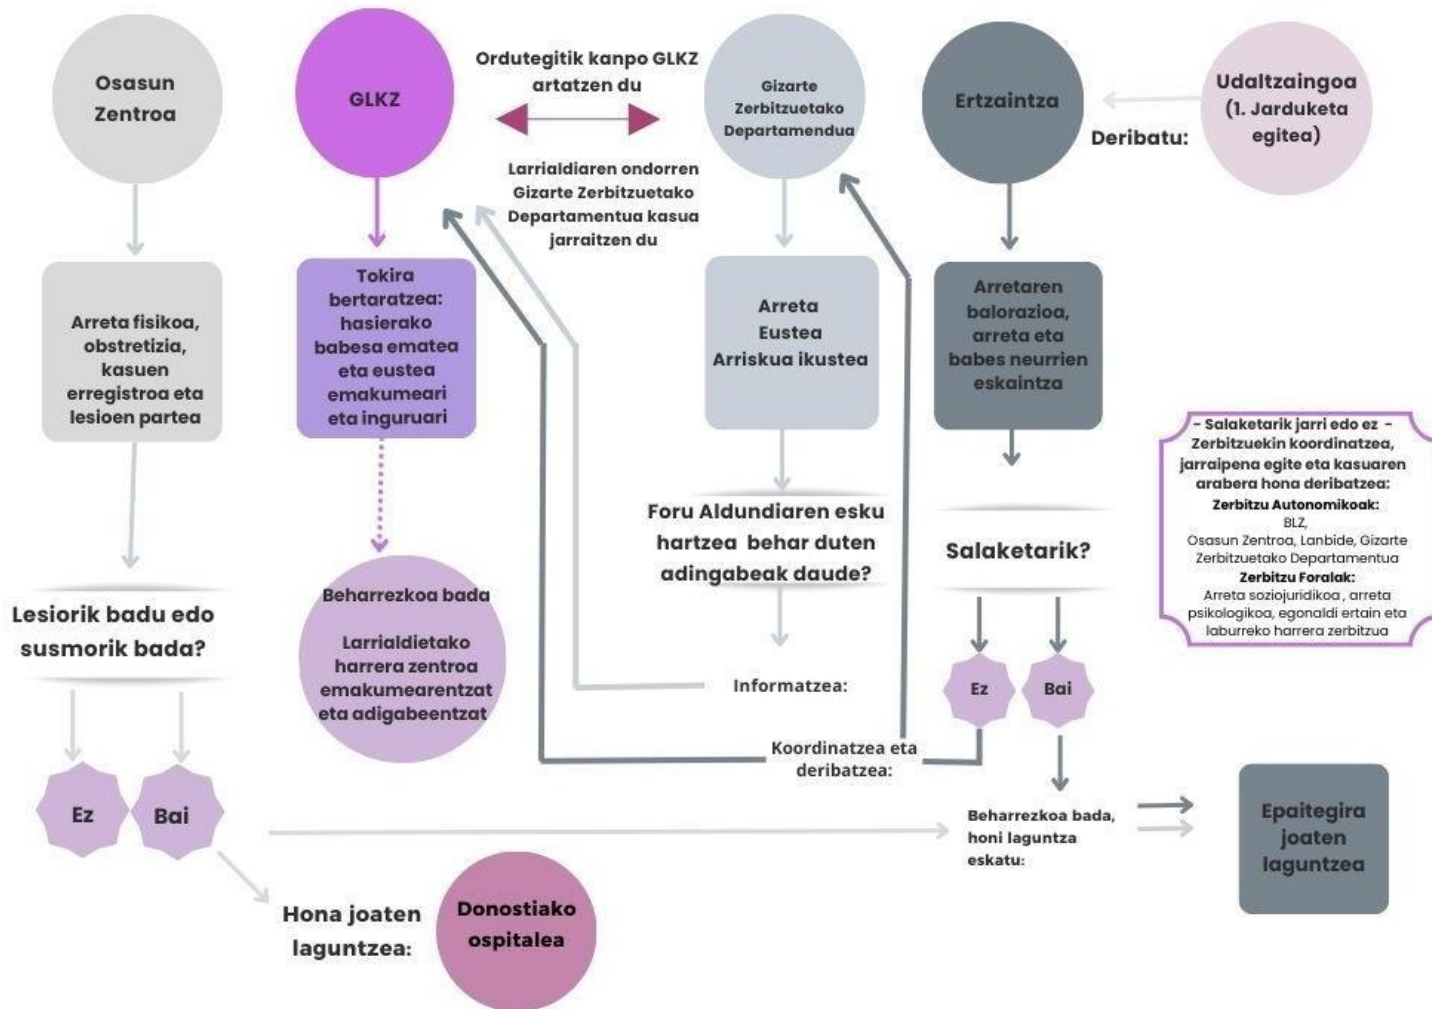 Osasun
Zentroa
GLKZ
Ordutegitik kanpo GLKZ
artatzen du
Larrialdiaren ondorren
Gizarte Zerbitzuetako
Departamentua kasua
jarraitzen du
Gizarte
Zerbitzuetako
Departamendua
Ertzaintza
Deribatu:
Udaltzaingoa
(1. Jarduketa
egitea)
Arreta fisikoa,
obstretizia,
kasuen
erregistroa eta
lesioen partea
Tokira
bertaratzea:
hasierako
babesa ematea
eta eustea
emakumeari
eta inguruari
Arreta
Eustea
Arriskua ikustea
Arretaren
balorazioa,
arreta eta
babes neurrien
eskaintza
- Salaketarik jarri edo ez -
Zerbitzuekin koordinatzea,
jarraipena egite eta kasuaren
arabera hona deribatzea:
Zerbitzu Autonomikoak:
BLZ,
Osasun Zentroa, Lanbide, Gizarte
Zerbitzuetako Departamentua
Zerbitzu Foralak:
Arreta soziojuridikoa , arreta
psikologikoa, egonaldi ertain eta
laburreko harrera zerbitzua
Lesiorik badu edo
susmorik bada?
Beharrezkoa bada
Larrialdietako
harrera zentroa
emakumearentzat
eta adigabeentzat
Foru Aldundiaren esku
hartzea behar duten
adingabeak daude?
Salaketarik?
Informatzea:
Ez
Bai
Koordinatzea eta
deribatzea:
Ez
Bai
Beharrezkoa bada,
honi laguntza
eskatu:
Epaitegira
joaten
laguntzea
Hona joaten
laguntzea:
Donostiako
ospitalea